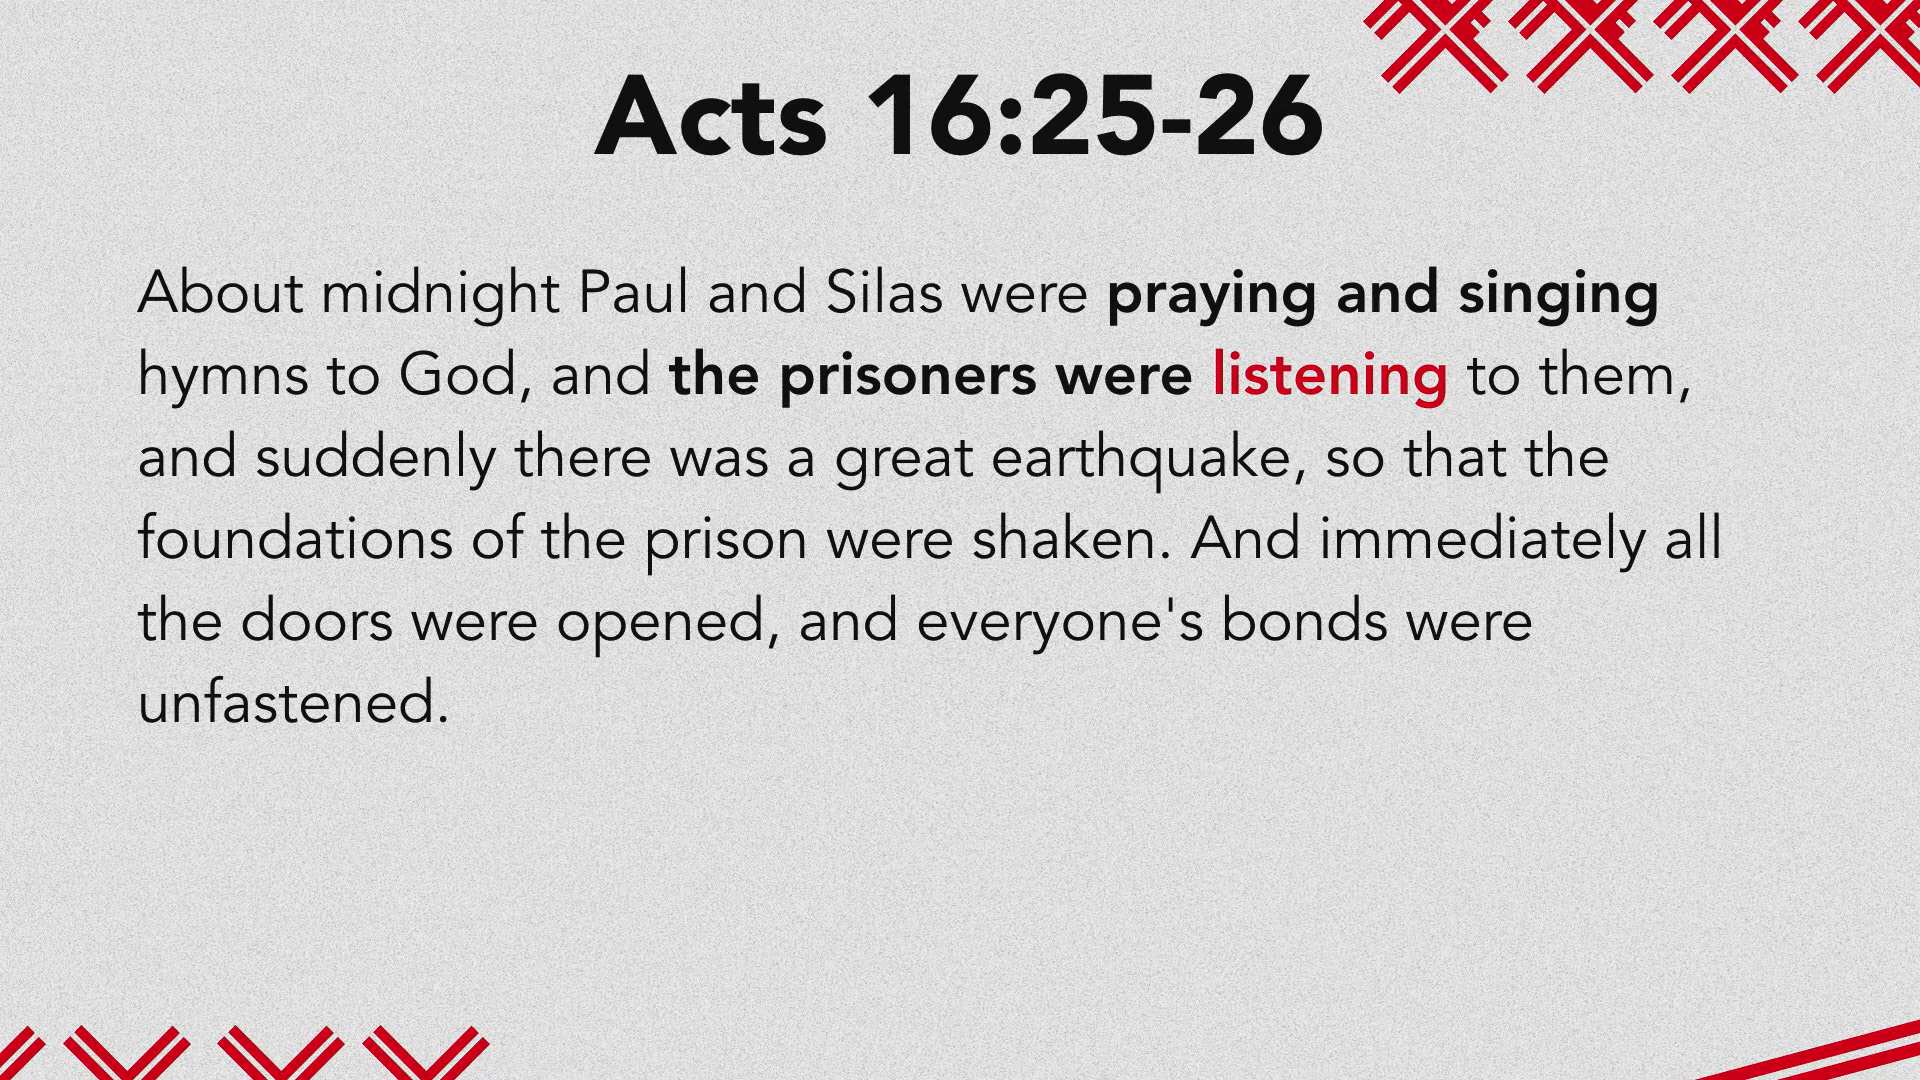 Acts 16:25-26
About midnight Paul and Silas were praying and singing
hymns to God, and the prisoners were listening to them,
and suddenly there was a great earthquake, so that the
foundations of the prison were shaken. And immediately all
the doors were opened, and everyone's bonds were
unfastened.